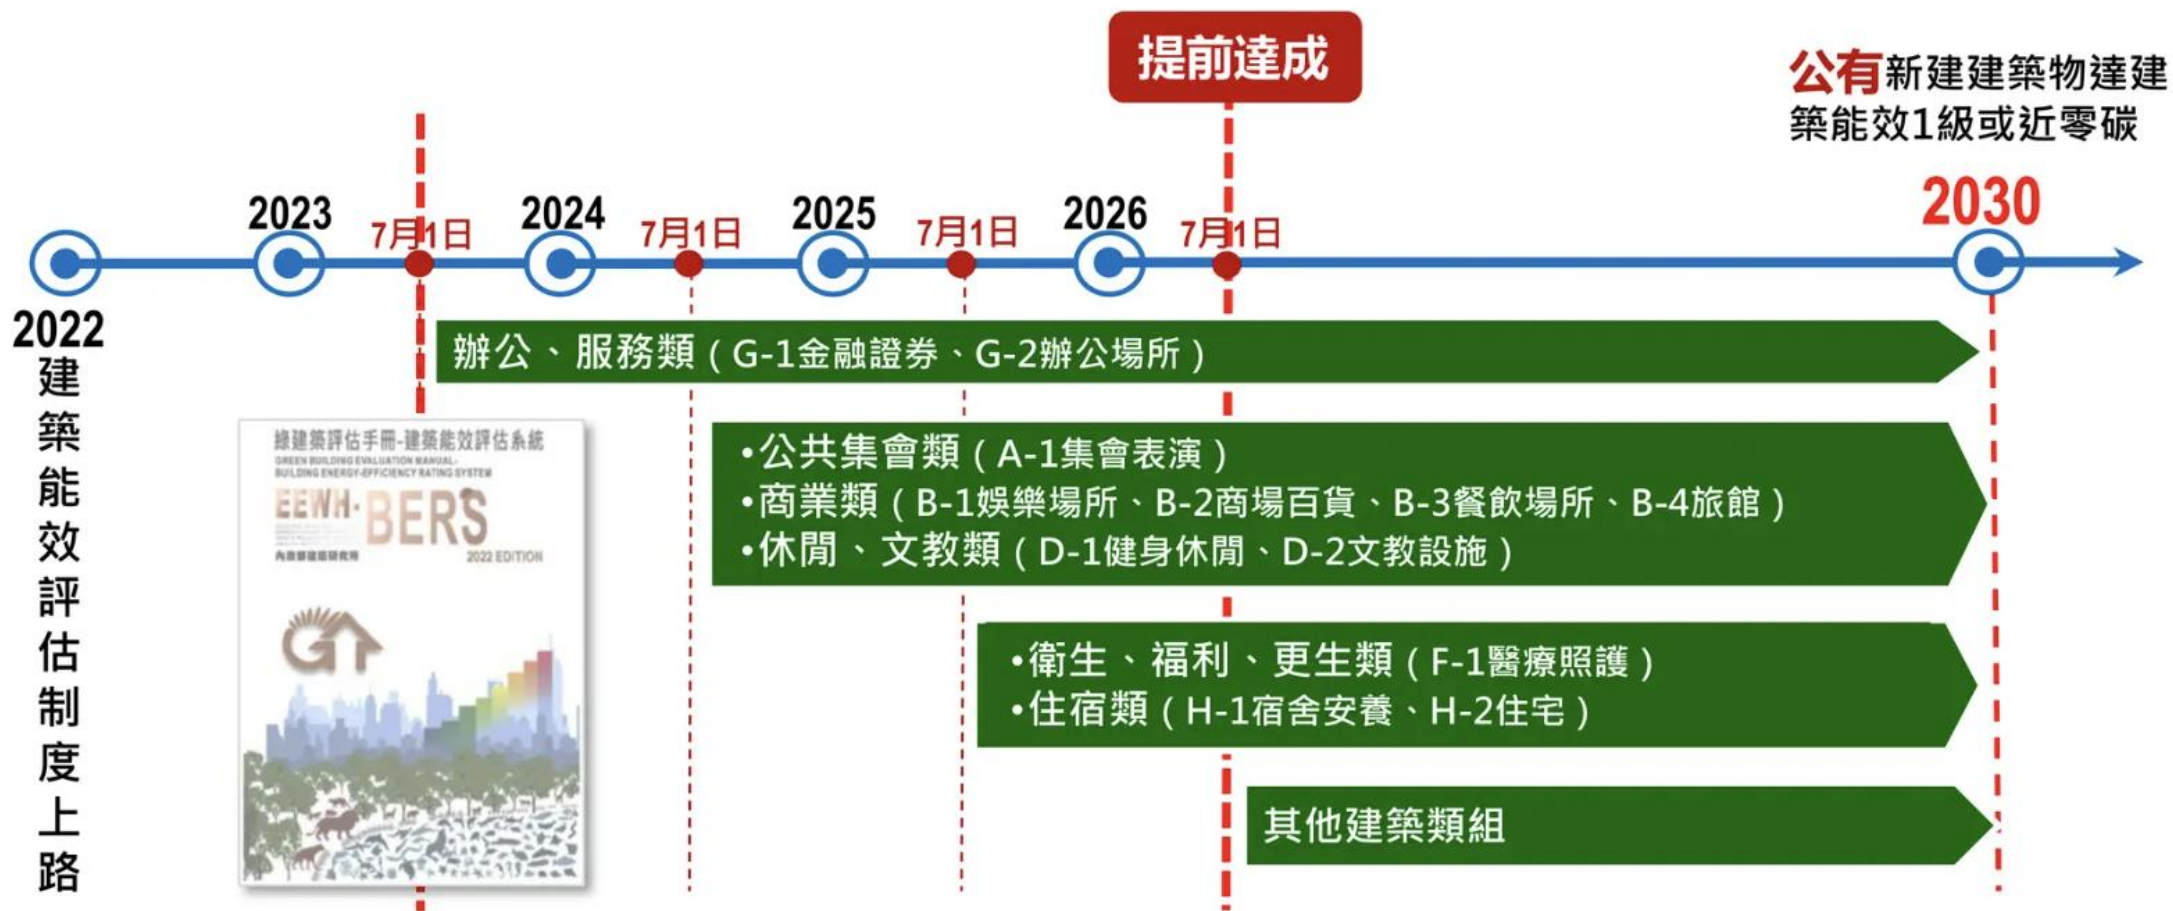 提前達成
公有新建建築物達建
築能效1級或近零碳
2023
7月1日
2024
7月1日
2025
7月1日
2026
7月1日
2030
2022
建築能效評估制度上路
辦公、服務類（G-1金融證券、G-2辦公場所）
綠建築評估手冊-建築能效評估系統
GREEN BUILDING EVALUATION MANUAL-
BUILDING ENERGY-EFFICIENCY RATING SYSTEM
EEWH-BERS
內政部建築研究所
2022 EDITION
•公共集會類（A-1集會表演）
•商業類（B-1娛樂場所、B-2商場百貨、B-3餐飲場所、B-4旅館）
•休閒、文教類（D-1健身休閒、D-2文教設施）
•衛生、福利、更生類（F-1醫療照護）
•住宿類（H-1宿舍安養、H-2住宅）
其他建築類組